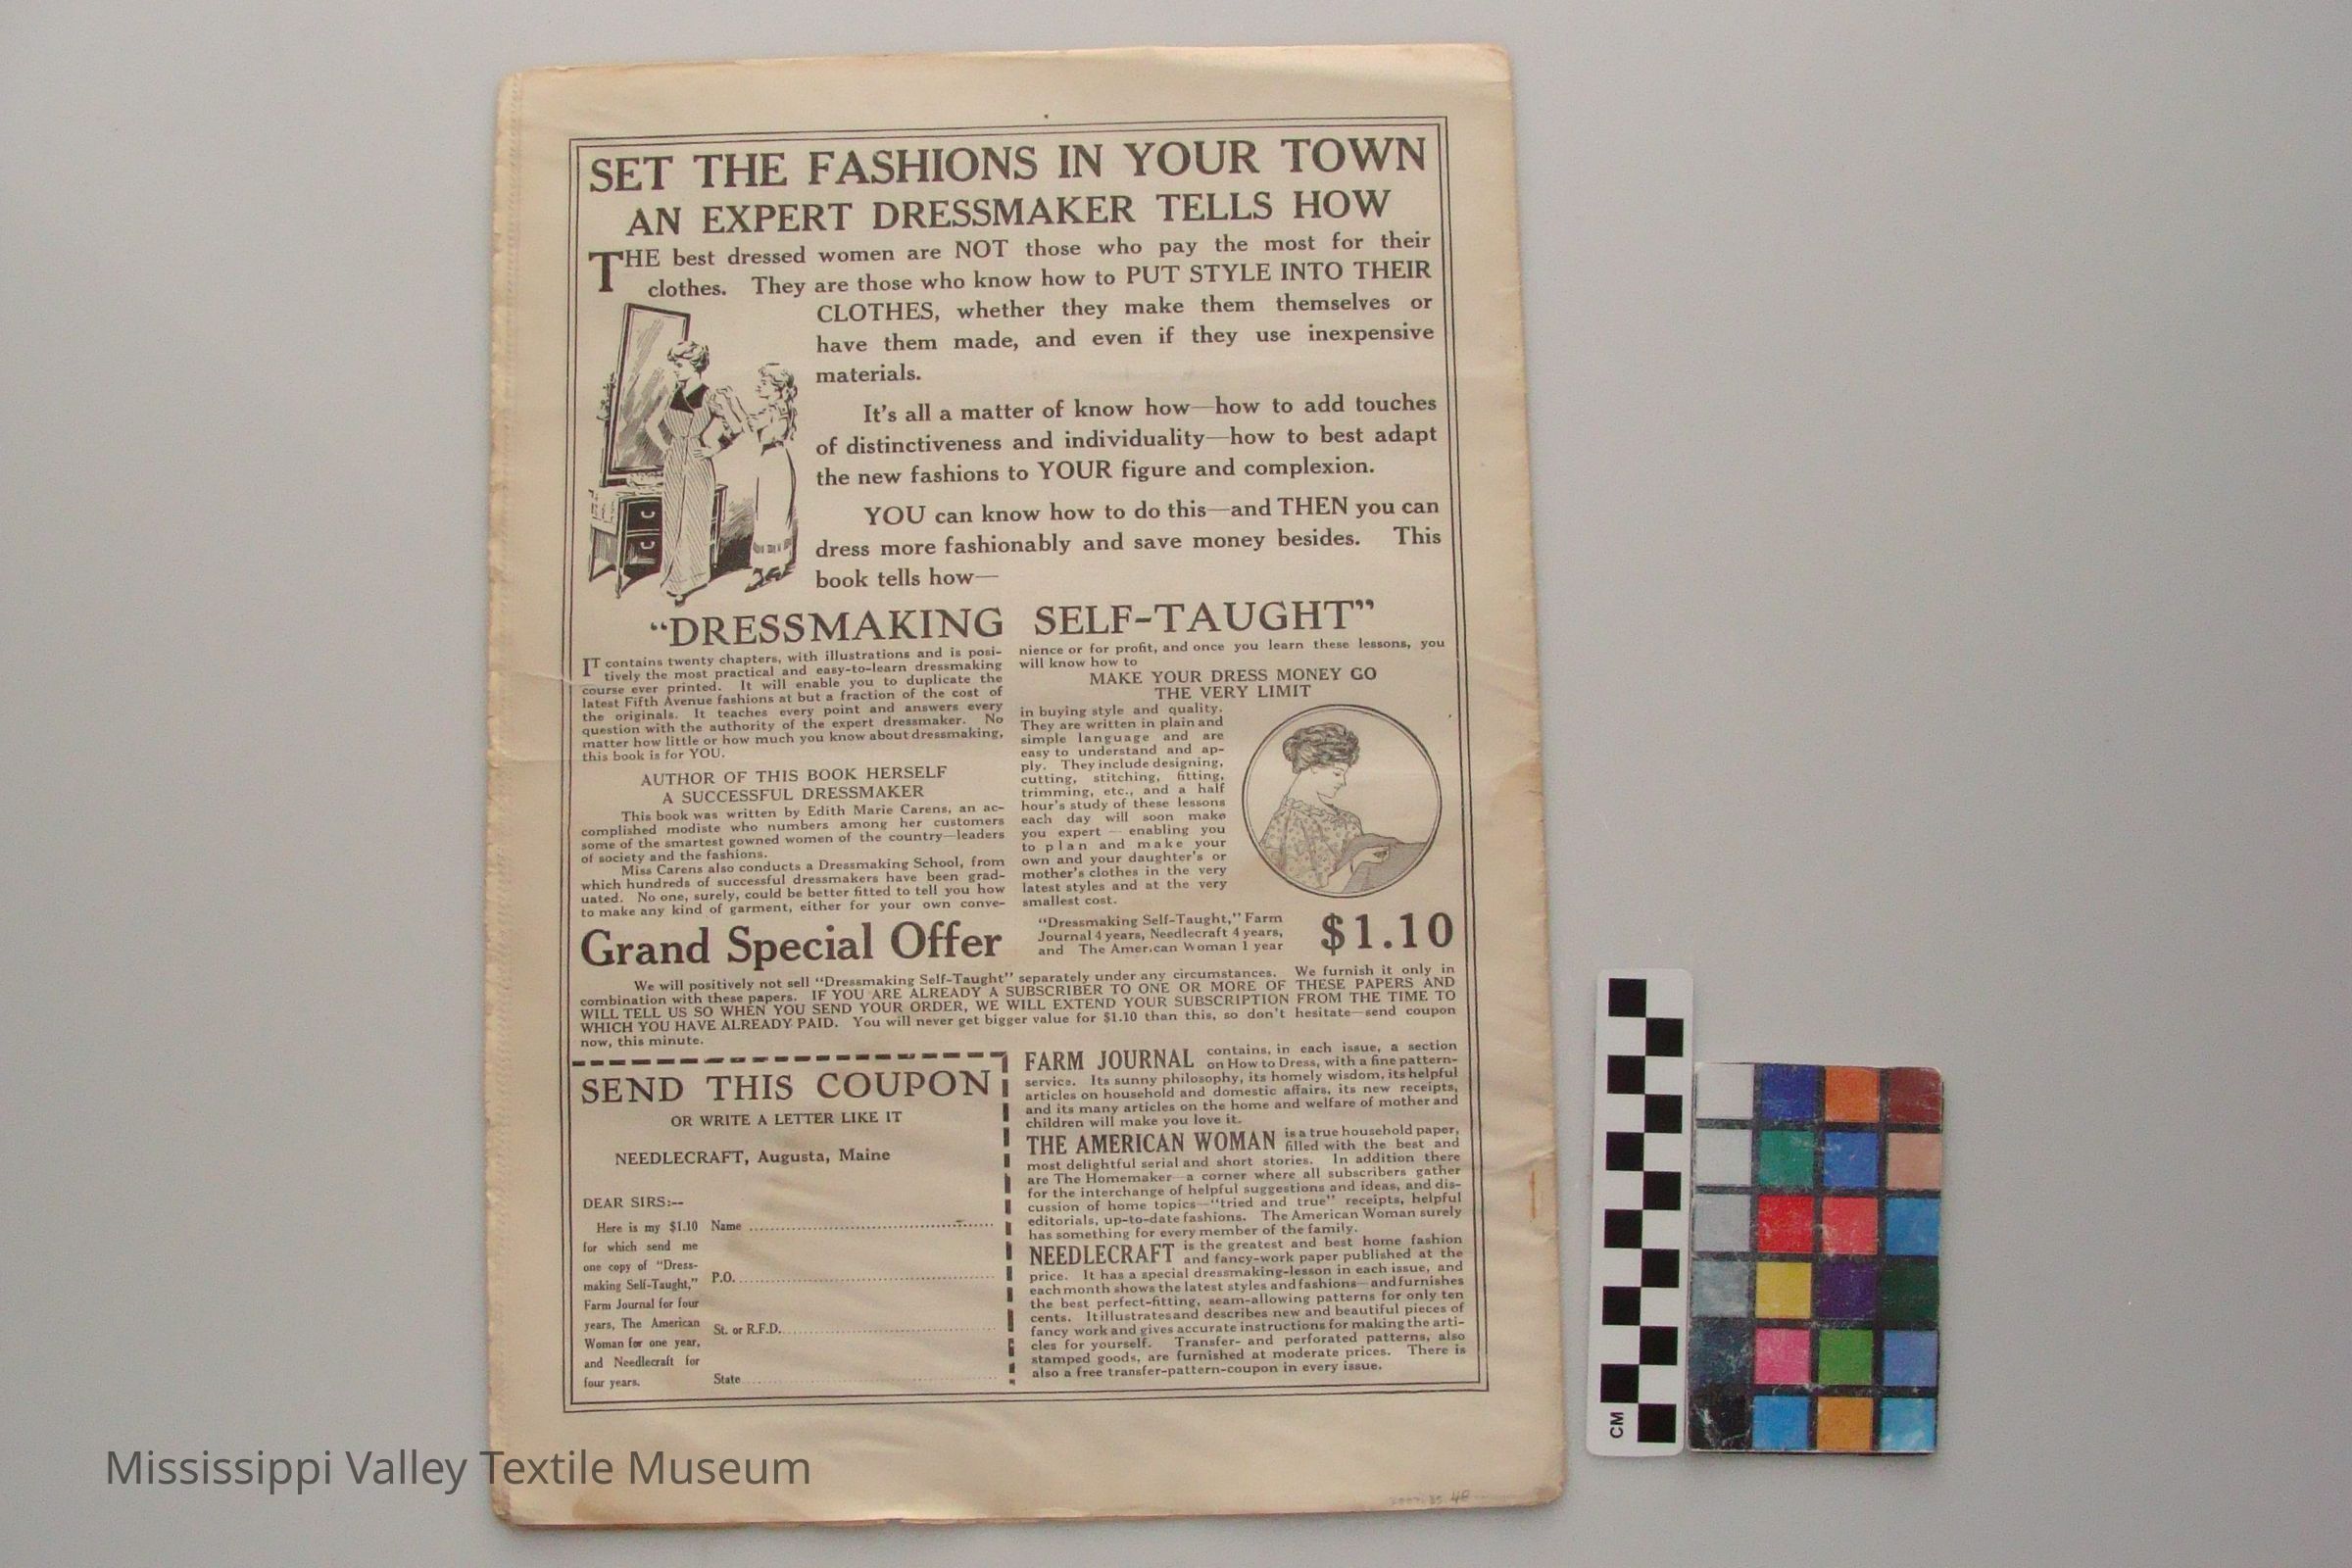 SET THE FASHIONS IN YOUR TOWN
AN EXPERT DRESSMAKER TELLS HOW
THE best dressed women are NOT those who pay the most for their
clothes. They are those who know how to PUT STYLE INTO THEIR
CLOTHES, whether they make them themselves or
have them made, and even if they use inexpensive
materials.
It's all a matter of know how—how to add touches
of distinctiveness and individuality—how to best adapt
the new fashions to YOUR figure and complexion.
YOU can know how to do this—and THEN you can
dress more fashionably and save money besides. This
book tells how—
"DRESSMAKING SELF-TAUGHT"
IT contains twenty chapters, with illustrations and is posi-
tively the most practical and easy-to-learn dressmaking
course ever printed. It will enable you to duplicate the
latest Fifth Avenue fashions at but a fraction of the cost of
the originals. It teaches every point and answers every
question with the authority of the expert dressmaker. No
matter how little or how much you know about dressmaking,
this book is for YOU.
AUTHOR OF THIS BOOK HERSELF
A SUCCESSFUL DRESSMAKER
This book was written by Edith Marie Carens, an ac-
complished modiste who numbers among her customers
some of the smartest gowned women of the country—leaders
of society and the fashions.
Miss Carens also conducts a Dressmaking School, from
which hundreds of successful dressmakers have been grad-
uated. No one, surely, could be better fitted to tell you how
to make any kind of garment, either for your own conve-
nience or for profit, and once you learn these lessons, you
will know how to
MAKE YOUR DRESS MONEY GO
THE VERY LIMIT
in buying style and quality.
They are written in plain and
simple language and are
easy to understand and ap-
ply. They include designing,
cutting, stitching, fitting,
trimming, etc., and a half
hour's study of these lessons
each day will soon make
you expert — enabling you
to plan and make your
own and your daughter's or
mother's clothes in the very
latest styles and at the very
smallest cost.
Grand Special Offer
"Dressmaking Self-Taught," Farm
Journal 4 years, Needlecraft 4 years,
and The Amer.can Woman 1 year
$1.10
We will positively not sell "Dressmaking Self-Taught" separately under any circumstances. We furnish it only in
combination with these papers. IF YOU ARE ALREADY A SUBSCRIBER TO ONE OR MORE OF THESE PAPERS AND
WILL TELL US SO WHEN YOU SEND YOUR ORDER, WE WILL EXTEND YOUR SUBSCRIPTION FROM THE TIME TO
WHICH YOU HAVE ALREADY PAID. You will never get bigger value for $1.10 than this, so don't hesitate—send coupon
now, this minute.
SEND THIS COUPON
OR WRITE A LETTER LIKE IT
NEEDLECRAFT, Augusta, Maine
DEAR SIRS:--
Here is my $1.10
for which send me
one copy of "Dress-
making Self-Taught,"
Farm Journal for four
years, The American
Woman for one year,
and Needlecraft for
four years.
Name
P.O.
St. or R.F.D.
State
FARM JOURNAL contains, in each issue, a section
on How to Dress, with a fine pattern-
service. Its sunny philosophy, its homely wisdom, its helpful
articles on household and domestic affairs, its new receipts,
and its many articles on the home and welfare of mother and
children will make you love it.
THE AMERICAN WOMAN is a true household paper,
filled with the best and
most delightful serial and short stories. In addition there
are The Homemaker—a corner where all subscribers gather
for the interchange of helpful suggestions and ideas, and dis-
cussion of home topics—"tried and true" receipts, helpful
editorials, up-to-date fashions. The American Woman surely
has something for every member of the family.
NEEDLECRAFT is the greatest and best home fashion
and fancy-work paper published at the
price. It has a special dressmaking-lesson in each issue, and
each month shows the latest styles and fashions—and furnishes
the best perfect-fitting, seam-allowing patterns for only ten
cents. It illustrates and describes new and beautiful pieces of
fancy work and gives accurate instructions for making the arti-
cles for yourself. Transfer- and perforated patterns, also
stamped goods, are furnished at moderate prices. There is
also a free transfer-pattern-coupon in every issue.
CM
Mississippi Valley Textile Museum